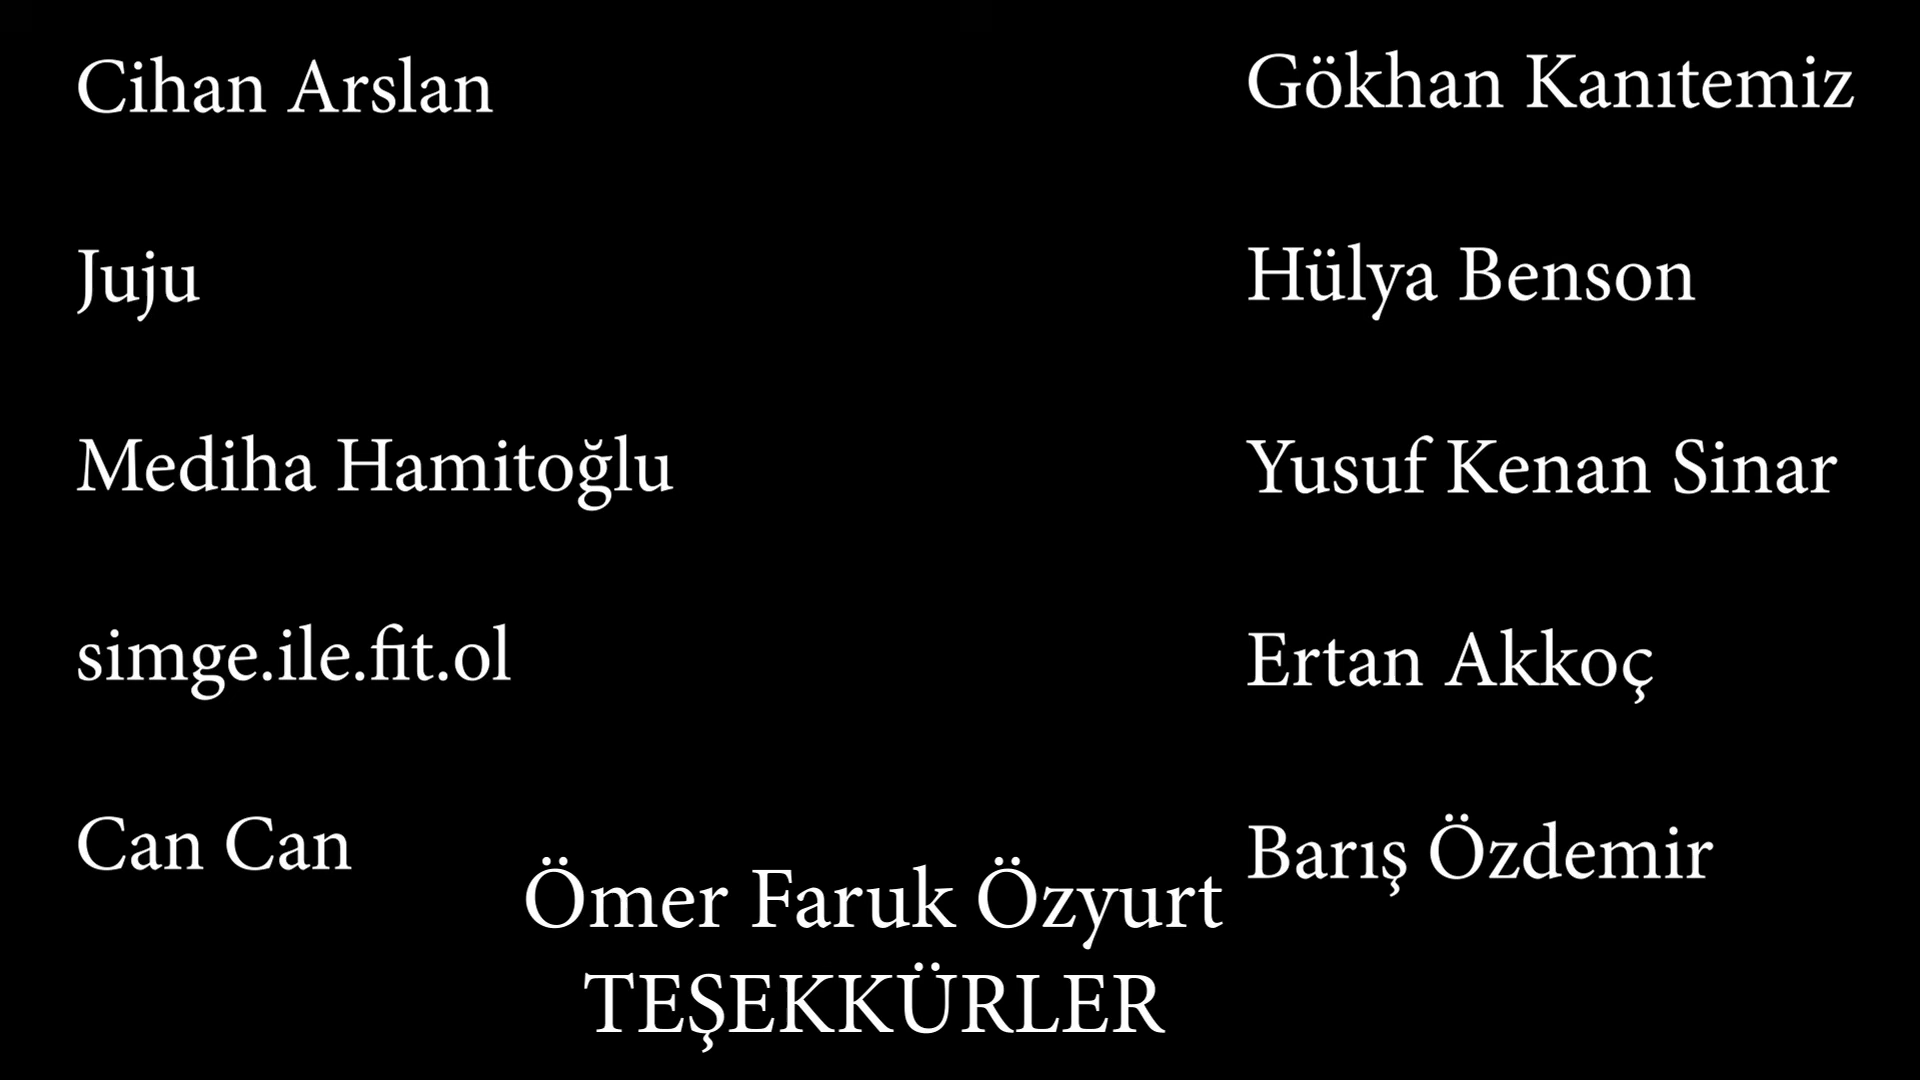 Cihan Arslan
Juju
Mediha Hamitoğlu
simge.ile.fit.ol
Can Can
Gökhan Kanıtemiz
Hülya Benson
Yusuf Kenan Sinar
Ertan Akkoç
Barış Özdemir
Ömer Faruk Özyurt
TEŞEKKÜRLER